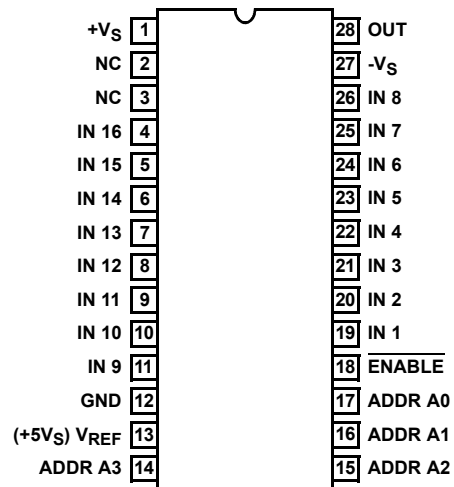 +VS 1 28 OUT
NC 2 27 -VS
NC 3 26 IN 8
IN 16 4 25 IN 7
IN 15 5 24 IN 6
IN 14 6 23 IN 5
IN 13 7 22 IN 4
IN 12 8 21 IN 3
IN 11 9 20 IN 2
IN 10 10 19 IN 1
IN 9 11 18 ENABLE
GND 12 17 ADDR A0
(+5VS) VREF 13 16 ADDR A1
ADDR A3 14 15 ADDR A2